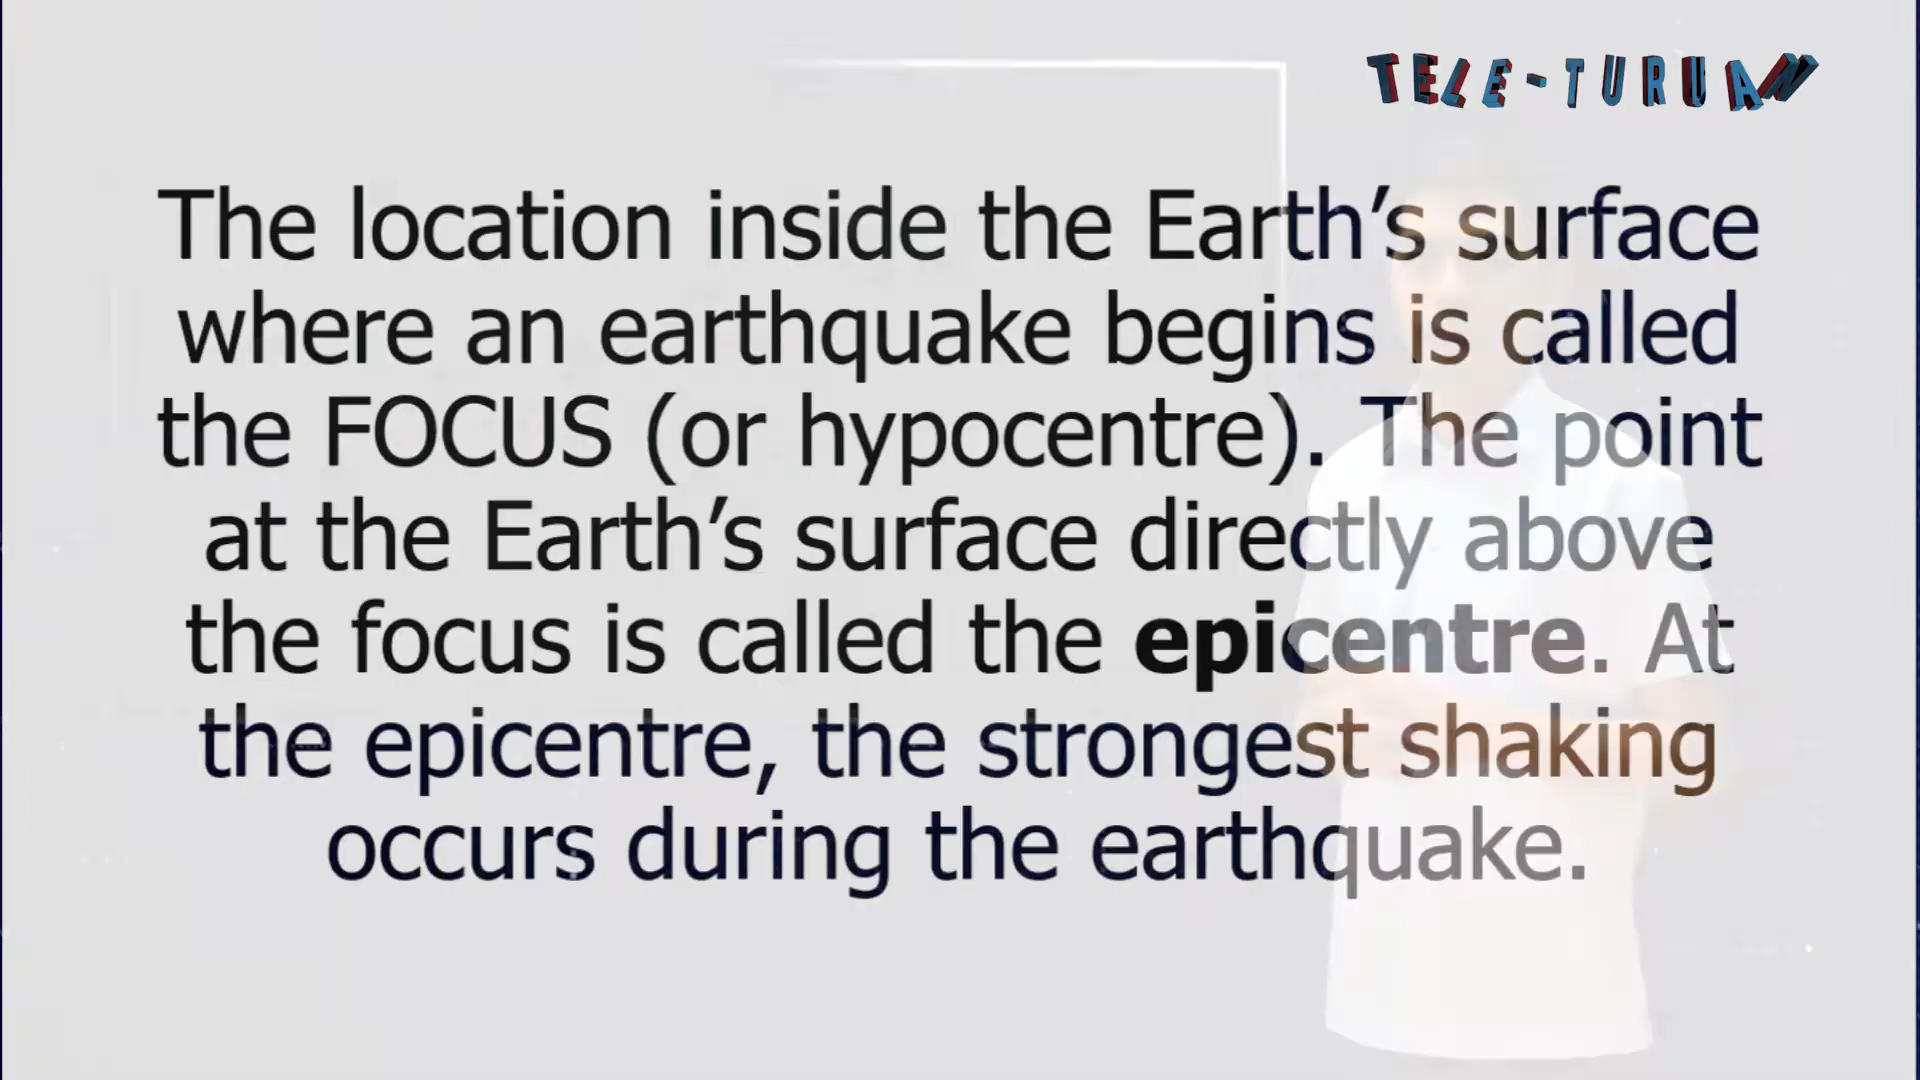 TELE-TURUAN
The location inside the Earth’s surface
where an earthquake begins is called
the FOCUS (or hypocentre). The point
at the Earth’s surface directly above
the focus is called the epicentre. At
the epicentre, the strongest shaking
occurs during the earthquake.